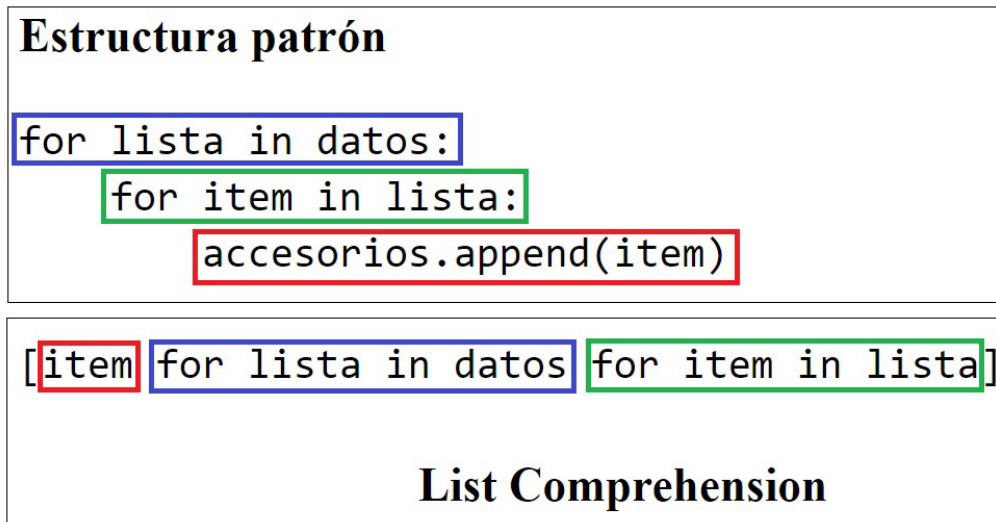 Estructura patrón
for lista in datos:
for item in lista:
accesorios.append(item)
[item for lista in datos for item in lista]
List Comprehension